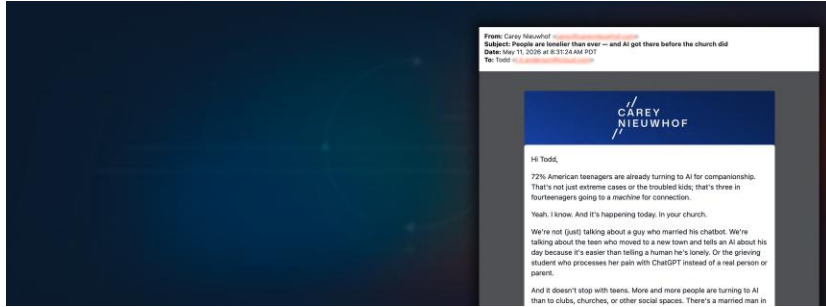 From: Carey Nieuwhof
Subject: People are lonelier than ever — and AI got there before the church did
Date: May 11, 2026 at 8:31:24 AM PDT
To: Todd
CAREY
NIEUWHOF
Hi Todd,
72% American teenagers are already turning to AI for companionship.
That's not just extreme cases or the troubled kids; that's three in
fourteenagers going to a machine for connection.
Yeah. I know. And it's happening today. In your church.
We're not (just) talking about a guy who married his chatbot. We're
talking about the teen who moved to a new town and tells an AI about his
day because it's easier than telling a human he's lonely. Or the grieving
student who processes her pain with ChatGPT instead of a real person or
parent.
And it doesn't stop with teens. More and more people are turning to AI
than to clubs, churches, or other social spaces. There's a married man in